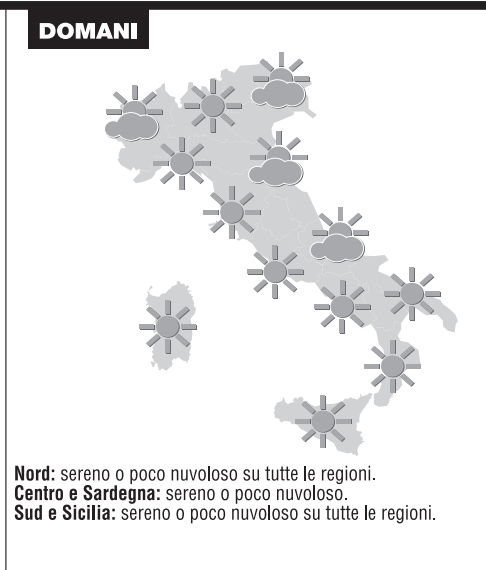 DOMANI
Nord: sereno o poco nuvoloso su tutte le regioni.
Centro e Sardegna: sereno o poco nuvoloso.
Sud e Sicilia: sereno o poco nuvoloso su tutte le regioni.